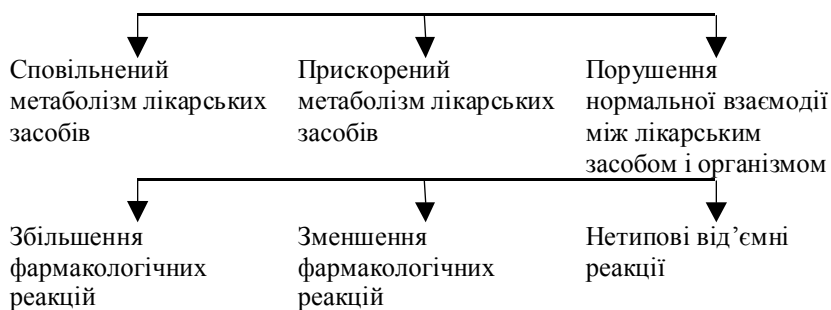 Сповільнений
метаболізм лікарських
засобів
Прискорений
метаболізм лікарських
засобів
Порушення
нормальної взаємодії
між лікарським
засобом і організмом
Збільшення
фармакологічних
реакцій
Зменшення
фармакологічних
реакцій
Нетипові від’ємні
реакції